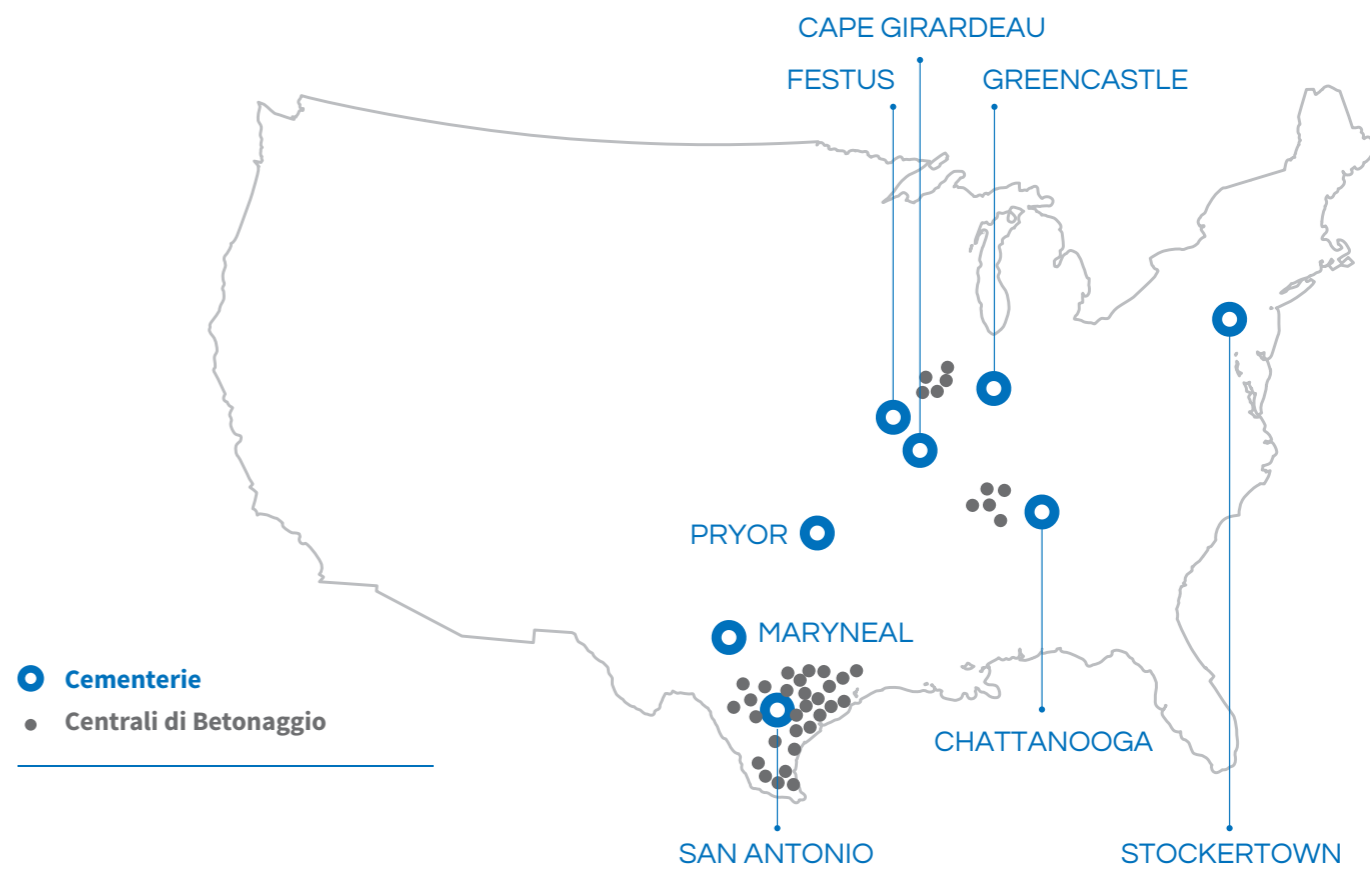 CAPE GIRARDEAU
FESTUS
GREENCASTLE
PRYOR
MARYNEAL
Cementerie
Centrali di Betonaggio
CHATTANOOGA
SAN ANTONIO
STOCKERTOWN